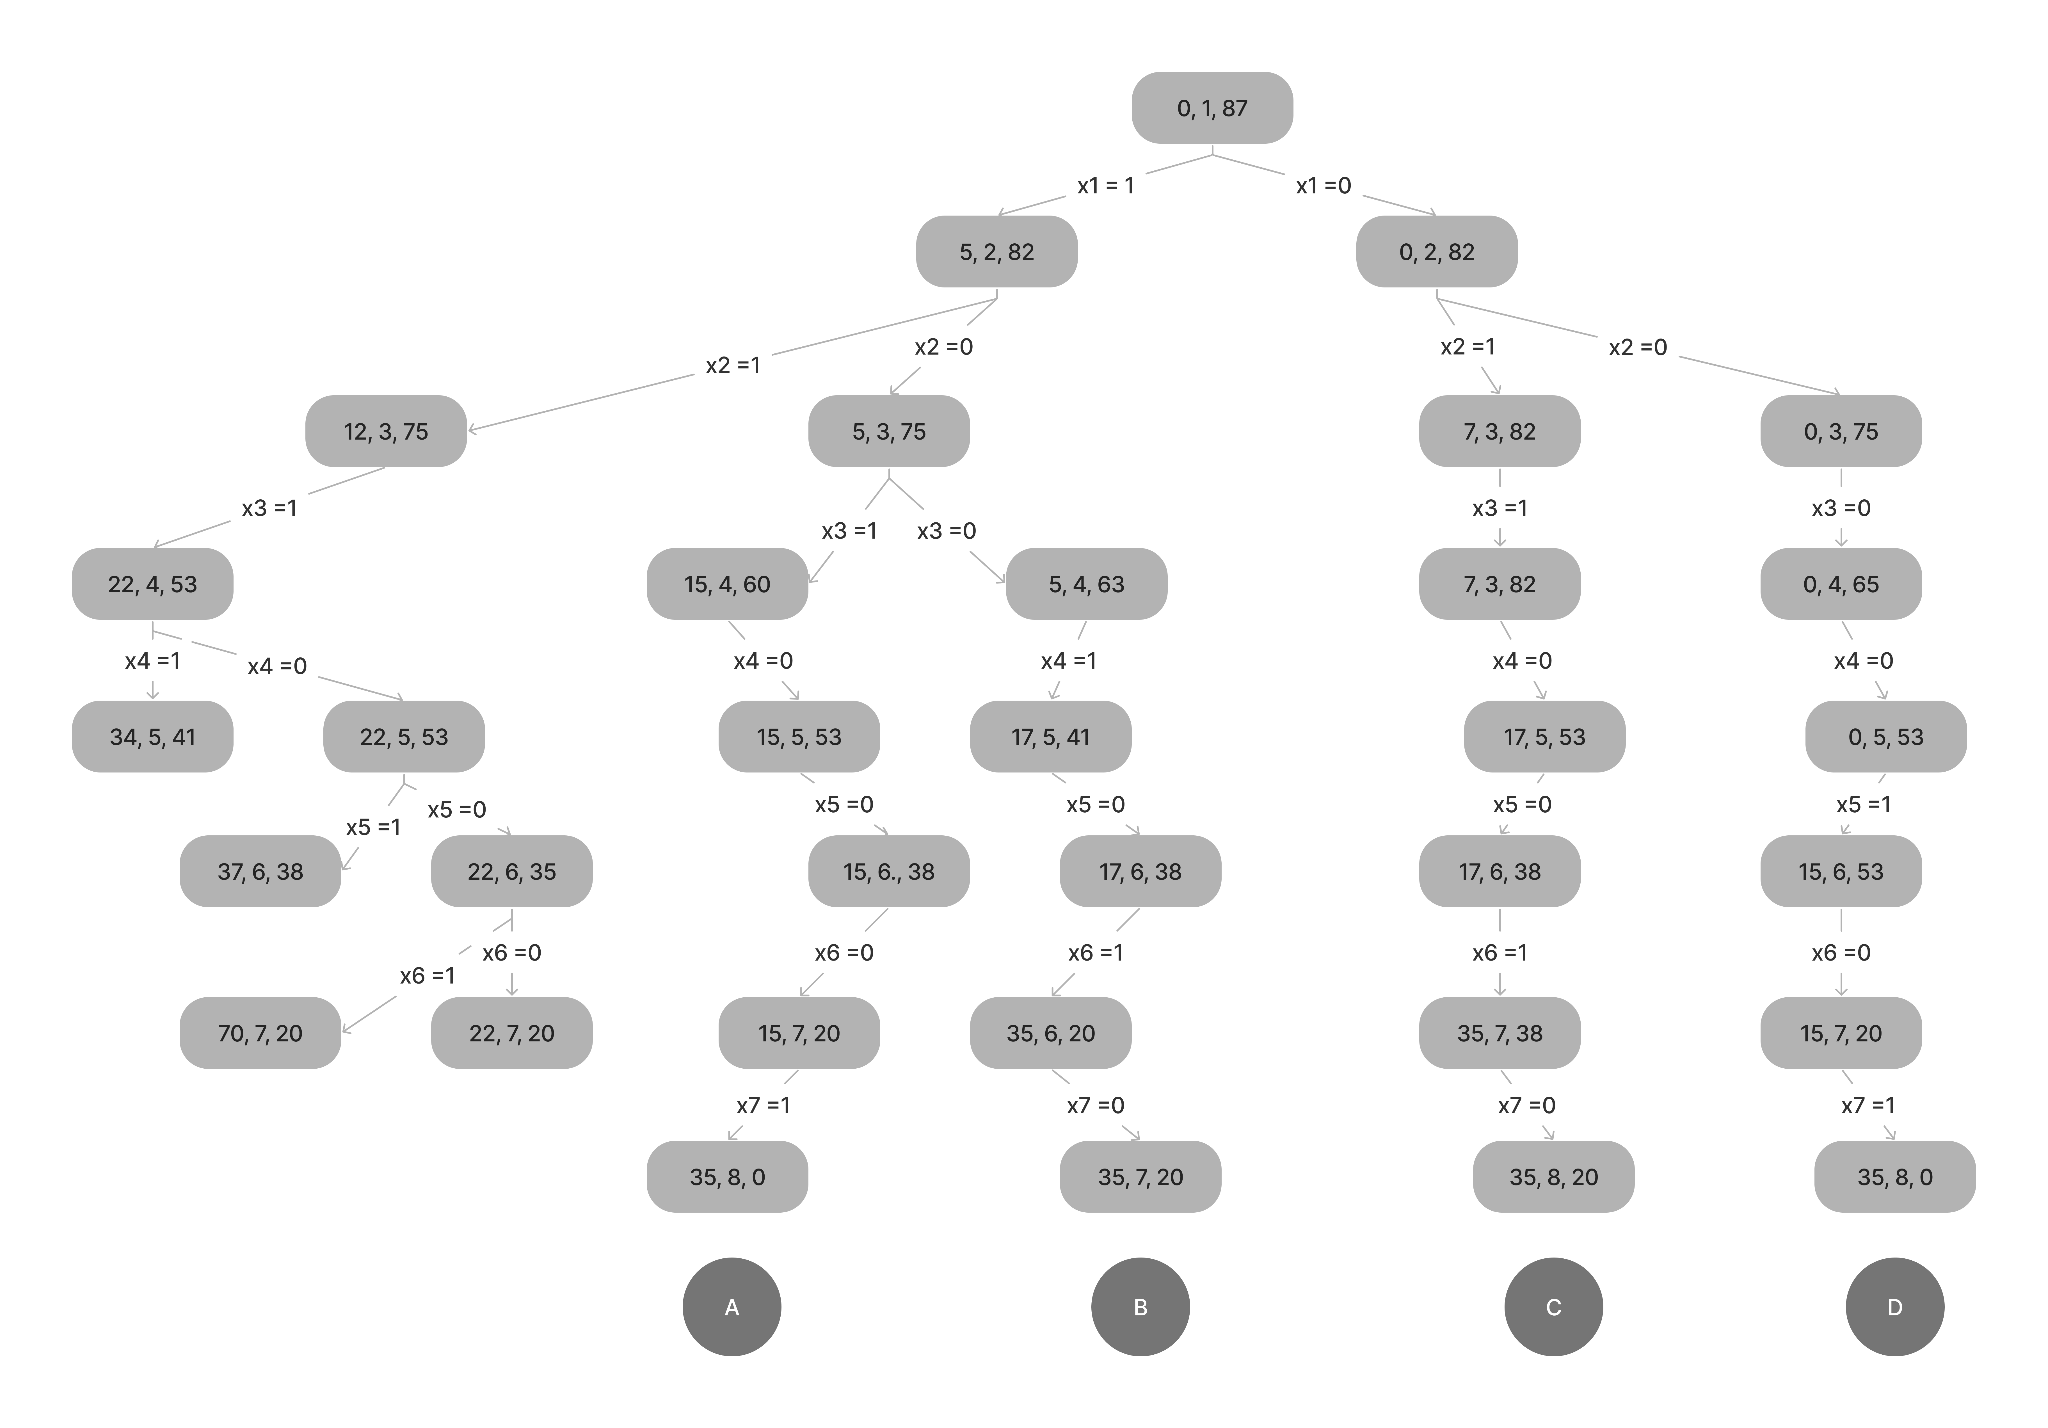 0, 1, 87
x1 = 1
x1 =0
5, 2, 82
0, 2, 82
x2 =1
x2 =0
x2 =1
x2 =0
12, 3, 75
5, 3, 75
7, 3, 82
0, 3, 75
x3 =1
x3 =1
x3 =0
x3 =1
x3 =0
22, 4, 53
15, 4, 60
5, 4, 63
7, 3, 82
0, 4, 65
x4 =1
x4 =0
x4 =0
x4 =1
x4 =0
x4 =0
34, 5, 41
22, 5, 53
15, 5, 53
17, 5, 41
17, 5, 53
0, 5, 53
x5 =1
x5 =0
x5 =0
x5 =0
x5 =0
x5 =1
37, 6, 38
22, 6, 35
15, 6., 38
17, 6, 38
17, 6, 38
15, 6, 53
x6 =1
x6 =0
x6 =0
x6 =1
x6 =1
x6 =0
70, 7, 20
22, 7, 20
15, 7, 20
35, 6, 20
35, 7, 38
15, 7, 20
x7 =1
x7 =0
x7 =0
x7 =1
35, 8, 0
35, 7, 20
35, 8, 20
35, 8, 0
A
B
C
D